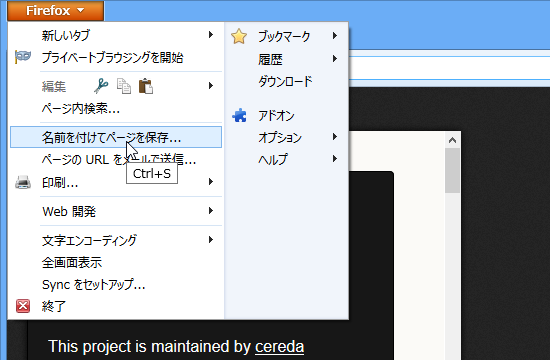 Firefox
新しいタブ
プライベートブラウジングを開始
編集
ページ内検索...
名前を付けてページを保存...
ページの URL をメールで送信...
Ctrl+S
印刷...
Web 開発
文字エンコーディング
全画面表示
Sync をセットアップ...
終了
ブックマーク
履歴
ダウンロード
アドオン
オプション
ヘルプ
This project is maintained by cereda